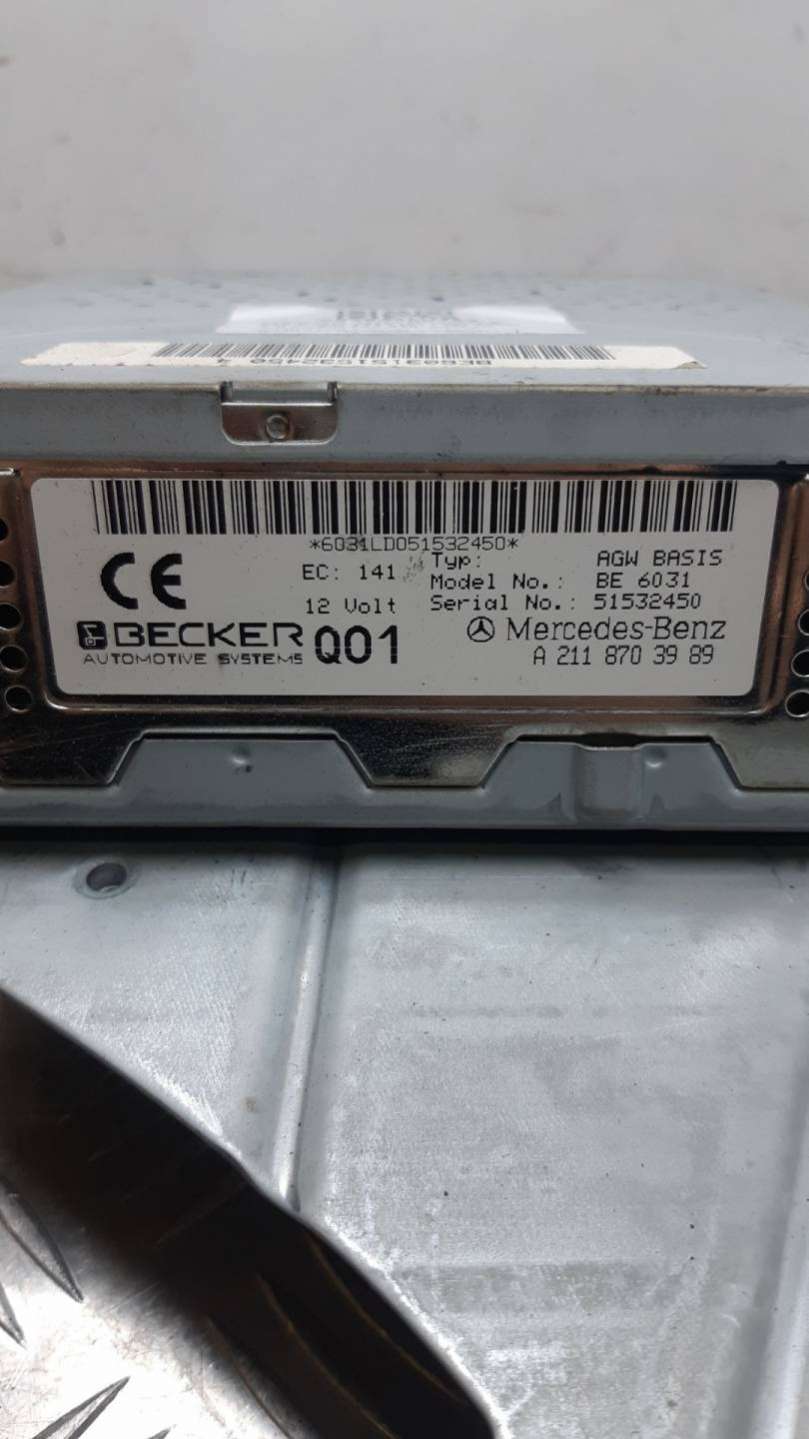 BE6031S1532450
*6031LD051532450*
EC: 141 Typ: AGW BASIS
Model No.: BE 6031
12 Volt Serial No.: 51532450
CE
BECKER
AUTOMOTIVE SYSTEMS
Q01
Mercedes-Benz
A 211 870 39 89